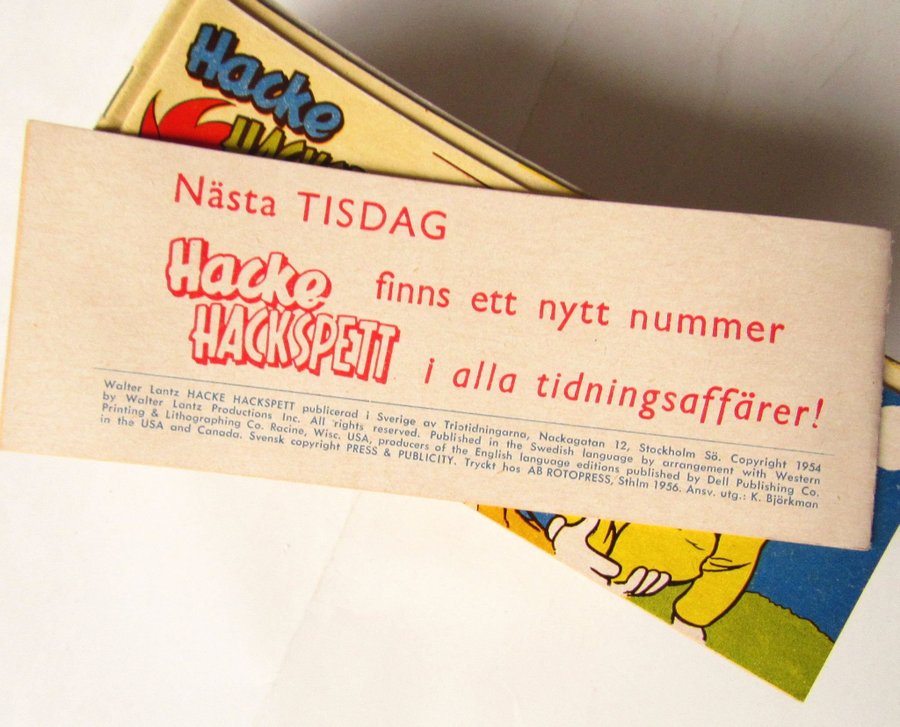 Hacke
HACKS
Nästa TISDAG
Hacke finns ett nytt nummer
HACKSPETT i alla tidningsaffärer!
Walter Lantz HACKE HACKSPETT publicerad i Sverige av Triotidningarna, Nackagatan 12, Stockholm Sö. Copyright 1954
by Walter Lantz Productions Inc. All rights reserved. Published in the Swedish language by arrangement with Western
Printing & Lithographing Co. Racine, Wisc. USA, producers of the English language editions published by Dell Publishing Co.
in the USA and Canada. Svensk copyright PRESS & PUBLICITY. Tryckt hos AB ROTOPRESS, Sthlm 1956. Ansv. utg.: K. Björkman